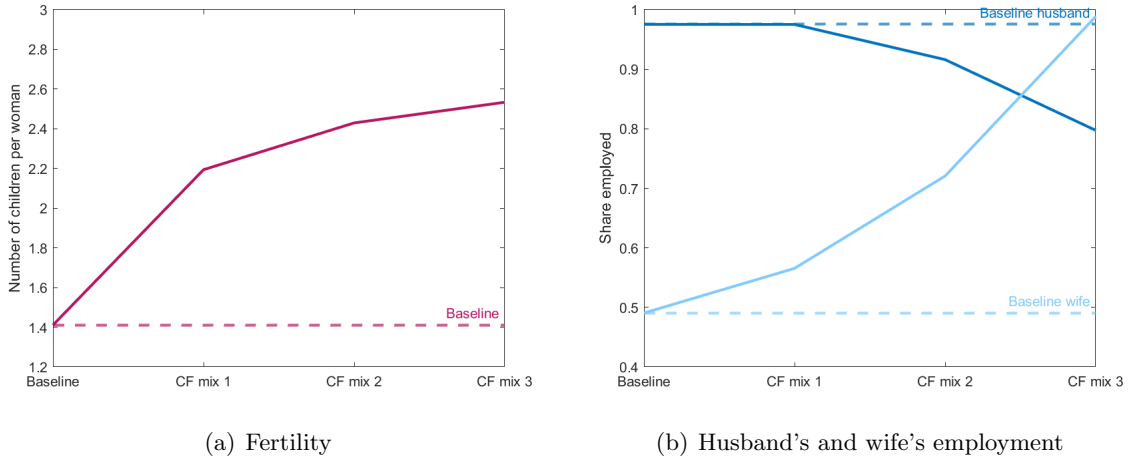 3
2.8
2.6
2.4
2.2
2
1.8
1.6
1.4
1.2
Number of children per woman
Baseline
Baseline
CF mix 1
CF mix 2
CF mix 3
(a) Fertility
1
0.9
0.8
0.7
0.6
0.5
0.4
Share employed
Baseline husband
Baseline wife
Baseline
CF mix 1
CF mix 2
CF mix 3
(b) Husband's and wife's employment